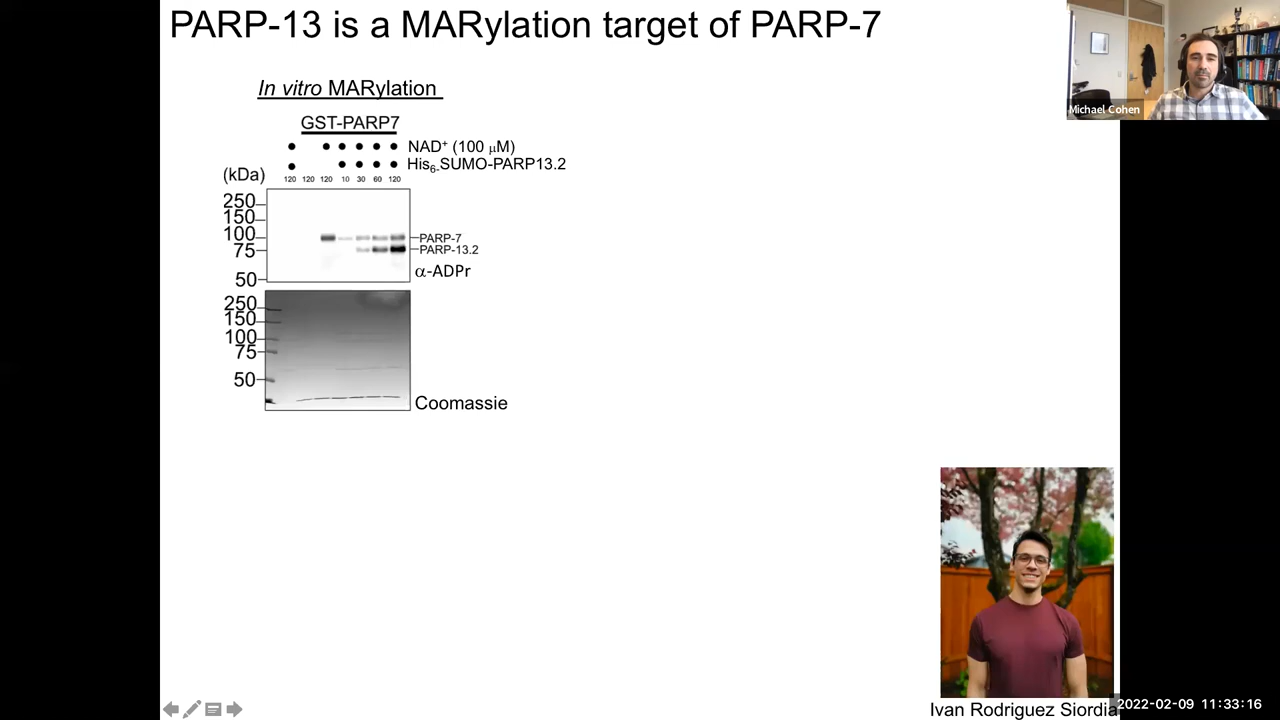 PARP-13 is a MARylation target of PARP-7
Michael Cohen
In vitro MARylation
GST-PARP7
NAD+ (100 μM)
His6-SUMO-PARP13.2
(kDa)
120 120 120 10 30 60 120
250
150
100
75
50
PARP-7
PARP-13.2
α-ADPr
250
150
100
75
50
Coomassie
Ivan Rodriguez Siordia
2022-02-09 11:33:16